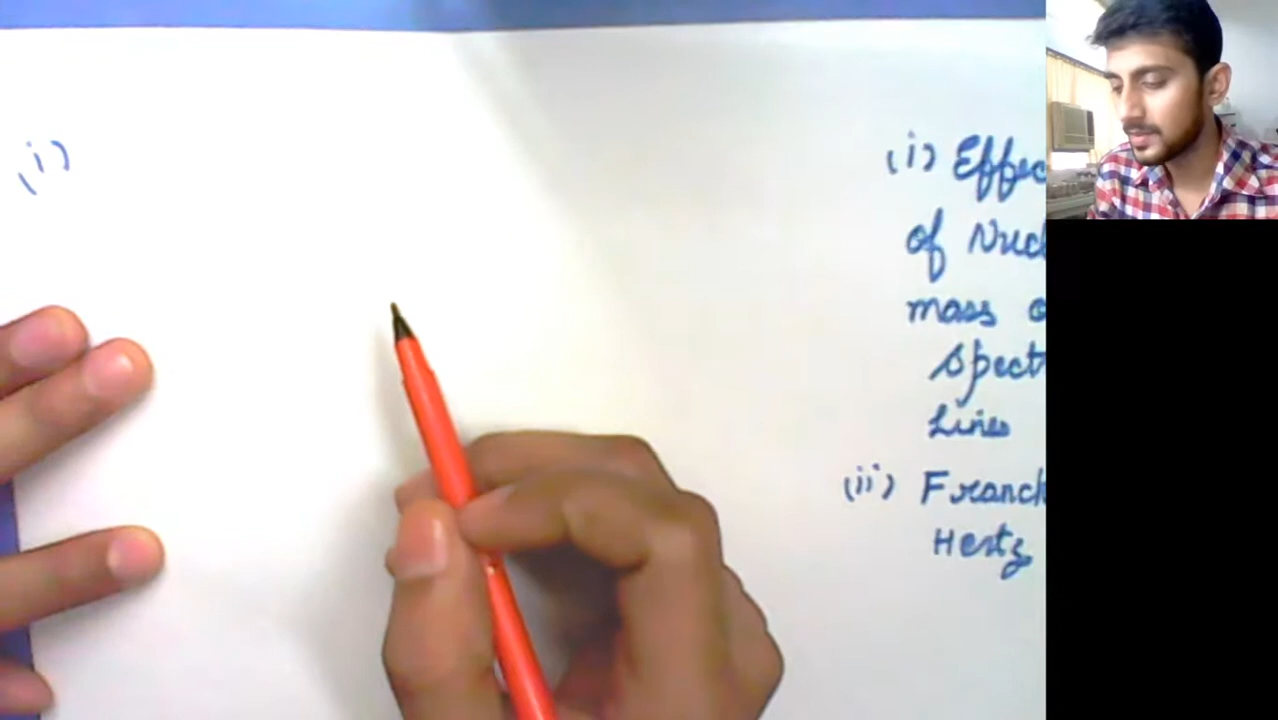 (i)
(i) Effec
of Nucl
mass o
Spect
Lines
(ii) Franck
Hertz